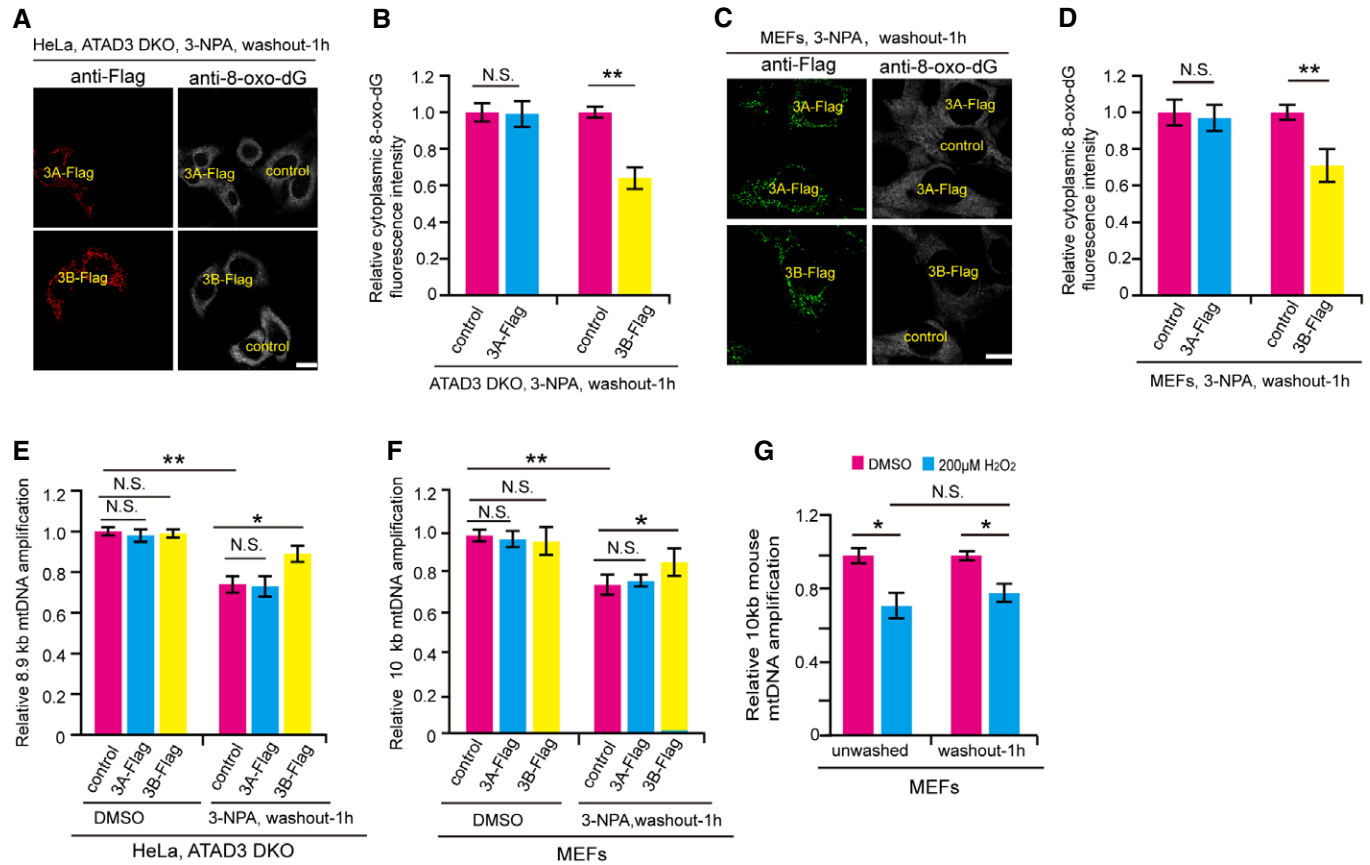 A
HeLa, ATAD3 DKO, 3-NPA, washout-1h
anti-Flag
anti-8-oxo-dG
3A-Flag
3A-Flag
control
3B-Flag
3B-Flag
control
B
Relative cytoplasmic 8-oxo-dG
fluorescence intensity
1.2
1.0
0.8
0.6
0.4
0.2
0
N.S.
**
control
3A-Flag
control
3B-Flag
ATAD3 DKO, 3-NPA, washout-1h
C
MEFs, 3-NPA, washout-1h
anti-Flag
anti-8-oxo-dG
3A-Flag
3A-Flag
control
3A-Flag
3A-Flag
3B-Flag
3B-Flag
control
D
Relative cytoplasmic 8-oxo-dG
fluorescence intensity
1.2
1.0
0.8
0.6
0.4
0.2
0
N.S.
**
control
3A-Flag
control
3B-Flag
MEFs, 3-NPA, washout-1h
E
Relative 8.9 kb mtDNA amplification
1.2
1.0
0.8
0.6
0.4
0.2
0
**
N.S.
N.S.
*
N.S.
control
3A-Flag
3B-Flag
control
3A-Flag
3B-Flag
DMSO
3-NPA, washout-1h
HeLa, ATAD3 DKO
F
Relative 10 kb mtDNA amplification
1.2
1.0
0.8
0.6
0.4
0.2
0
**
N.S.
N.S.
*
N.S.
control
3A-Flag
3B-Flag
control
3A-Flag
3B-Flag
DMSO
3-NPA,washout-1h
MEFs
G
DMSO 200μM H₂O₂
Relative 10kb mouse
mtDNA amplification
1.2
0.8
0.4
0
N.S.
*
*
unwashed
washout-1h
MEFs